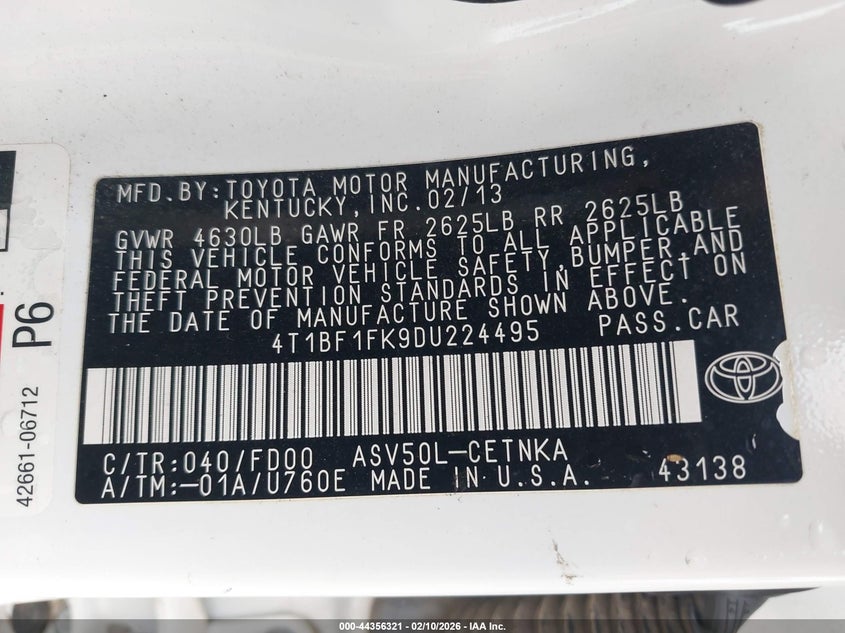 MFD.BY:TOYOTA MOTOR MANUFACTURING,
KENTUCKY,INC.02/13
GVWR 4630LB GAWR FR 2625LB RR 2625LB
THIS VEHICLE CONFORMS TO ALL APPLICABLE
FEDERAL MOTOR VEHICLE SAFETY,BUMPER,AND
THEFT PREVENTION STANDARDS IN EFFECT ON
THE DATE OF MANUFACTURE SHOWN ABOVE.
4T1BF1FK9DU224495 PASS.CAR
C/TR:040/FD00 ASV50L-CETNKA
A/TM:-01A/U760E MADE IN U.S.A. 43138
P6
42661-06712
000-44356321 - 02/10/2026 - IAA Inc.